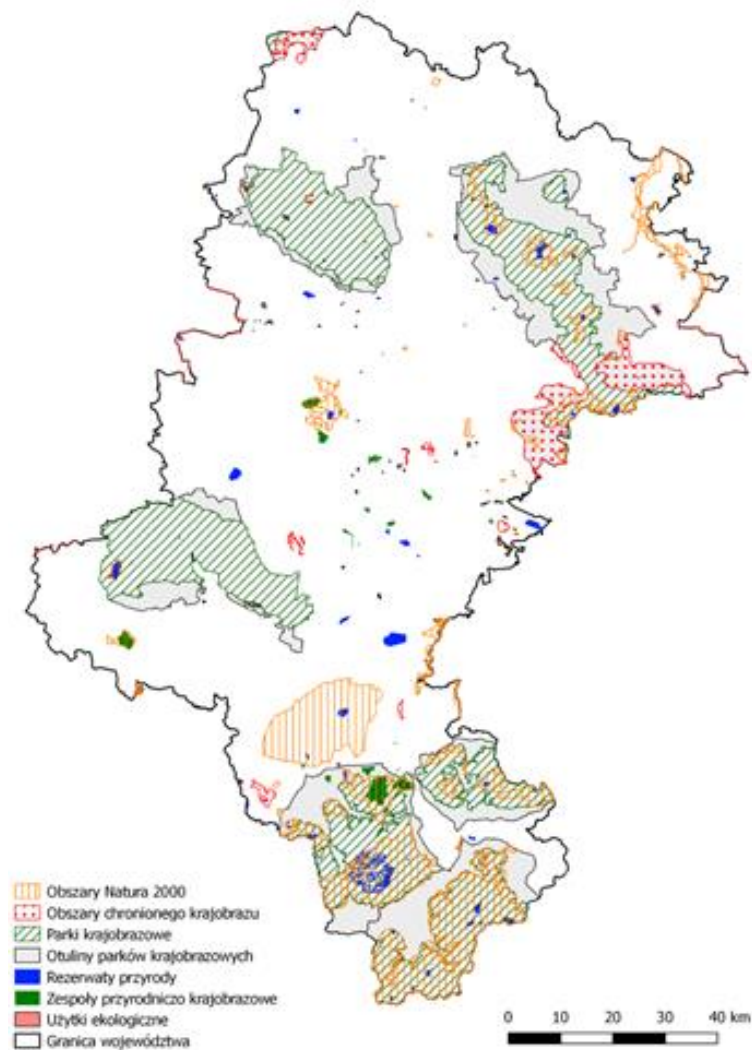 Obszary Natura 2000
Obszary chronionego krajobrazu
Parki krajobrazowe
Otuliny parków krajobrazowych
Rezerwaty przyrody
Zespoły przyrodniczo krajobrazowe
Użytki ekologiczne
Granica województwa
0 10 20 30 40 km